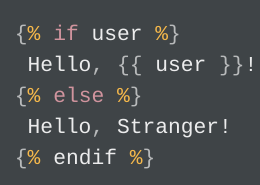 {% if user %}
 Hello, {{ user }}!
{% else %}
 Hello, Stranger!
{% endif %}